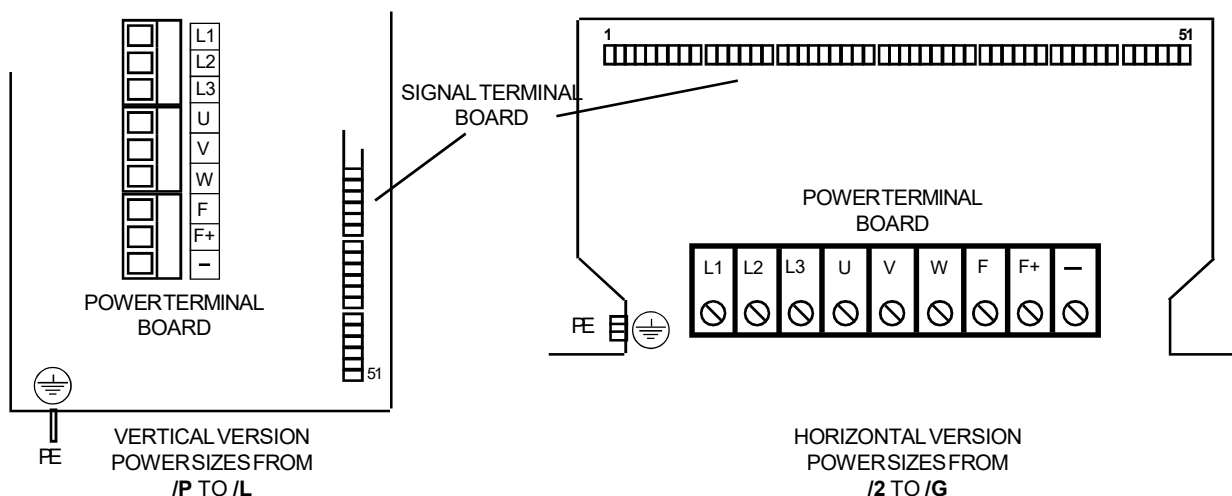 L1
L2
L3
U
V
W
F
F+
–
POWER TERMINAL
BOARD
51
PE
VERTICAL VERSION
POWER SIZES FROM
/P TO /L
SIGNAL TERMINAL
BOARD
1 51
POWER TERMINAL
BOARD
L1 L2 L3 U V W F F+ –
PE
HORIZONTAL VERSION
POWER SIZES FROM
/2 TO /G